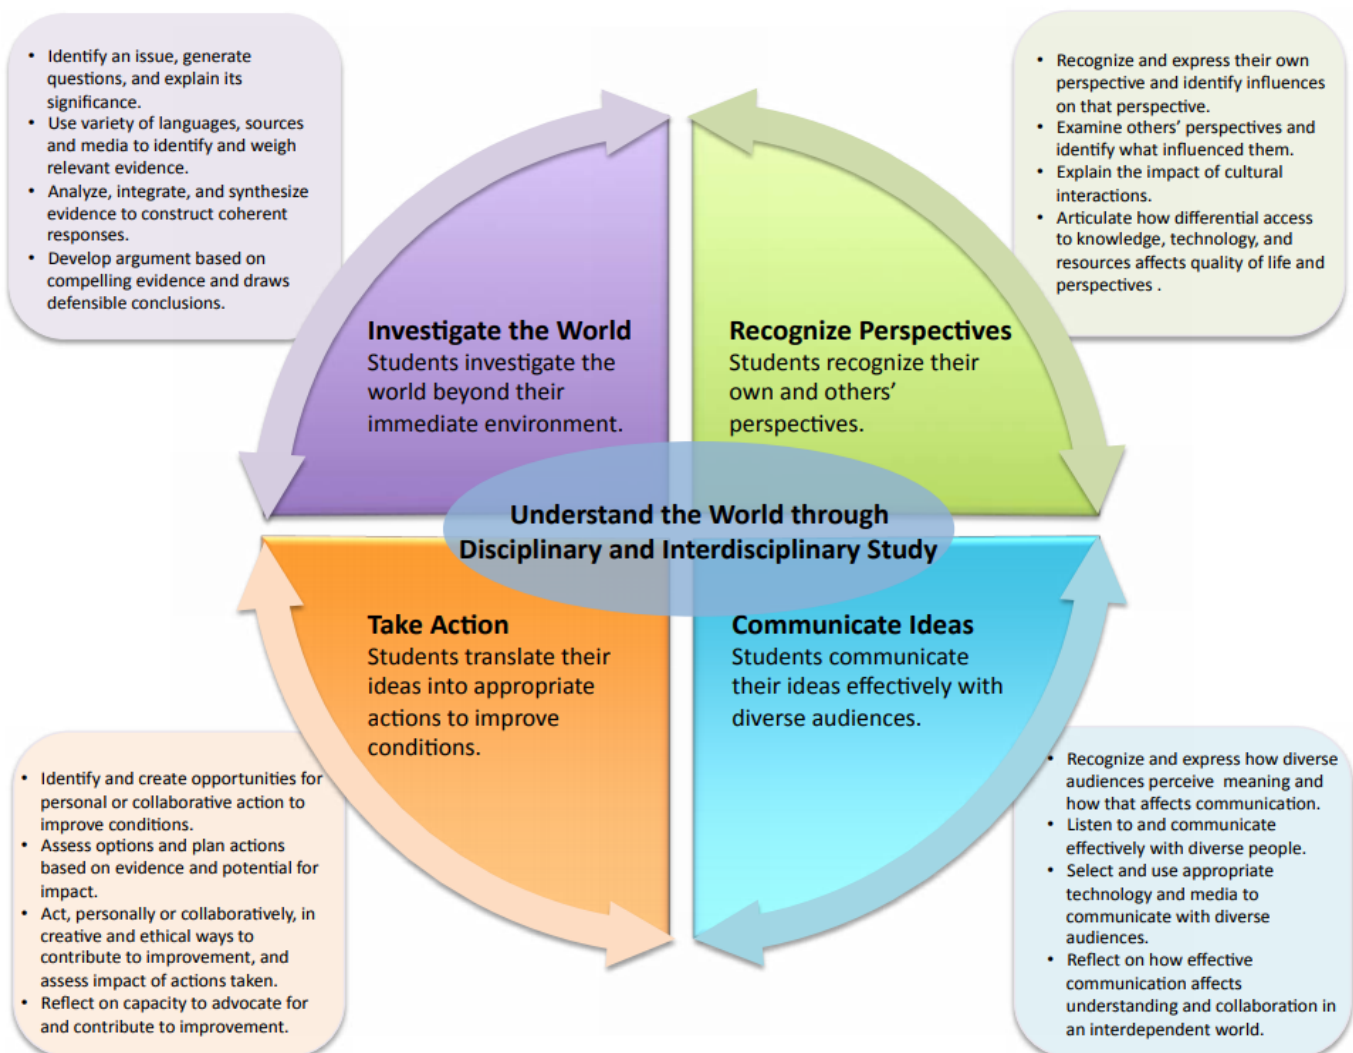 • Identify an issue, generate
questions, and explain its
significance.
• Use variety of languages, sources
and media to identify and weigh
relevant evidence.
• Analyze, integrate, and synthesize
evidence to construct coherent
responses.
• Develop argument based on
compelling evidence and draws
defensible conclusions.
• Recognize and express their own
perspective and identify influences
on that perspective.
• Examine others’ perspectives and
identify what influenced them.
• Explain the impact of cultural
interactions.
• Articulate how differential access
to knowledge, technology, and
resources affects quality of life and
perspectives .
Investigate the World
Students investigate the
world beyond their
immediate environment.
Recognize Perspectives
Students recognize their
own and others’
perspectives.
Understand the World through
Disciplinary and Interdisciplinary Study
Take Action
Students translate their
ideas into appropriate
actions to improve
conditions.
Communicate Ideas
Students communicate
their ideas effectively with
diverse audiences.
• Identify and create opportunities for
personal or collaborative action to
improve conditions.
• Assess options and plan actions
based on evidence and potential for
impact.
• Act, personally or collaboratively, in
creative and ethical ways to
contribute to improvement, and
assess impact of actions taken.
• Reflect on capacity to advocate for
and contribute to improvement.
• Recognize and express how diverse
audiences perceive meaning and
how that affects communication.
• Listen to and communicate
effectively with diverse people.
• Select and use appropriate
technology and media to
communicate with diverse
audiences.
• Reflect on how effective
communication affects
understanding and collaboration in
an interdependent world.